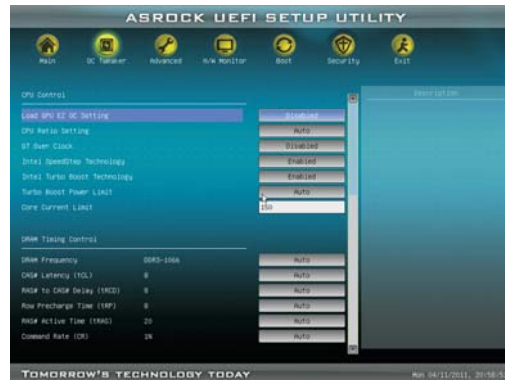 ASROCK UEFI SETUP UTILITY
Main OC Tweaker Advanced H/W Monitor Boot Security Exit
Description
CPU Control
Load GPU EZ OC Setting Disabled
CPU Ratio Setting Auto
GT Over Clock Disabled
Intel SpeedStep Technology Enabled
Intel Turbo Boost Technology Enabled
Turbo Boost Power Limit Auto
Core Current Limit 150
DRAM Timing Control
DRAM Frequency DDR3-1066 Auto
CAS# Latency (tCL) 8 Auto
RAS# to CAS# Delay (tRCD) 8 Auto
Row Precharge Time (tRP) 8 Auto
RAS# Active Time (tRAS) 20 Auto
Command Rate (CR) 1N Auto
TOMORROW'S TECHNOLOGY TODAY
Mon 04/11/2011, 20:58:5